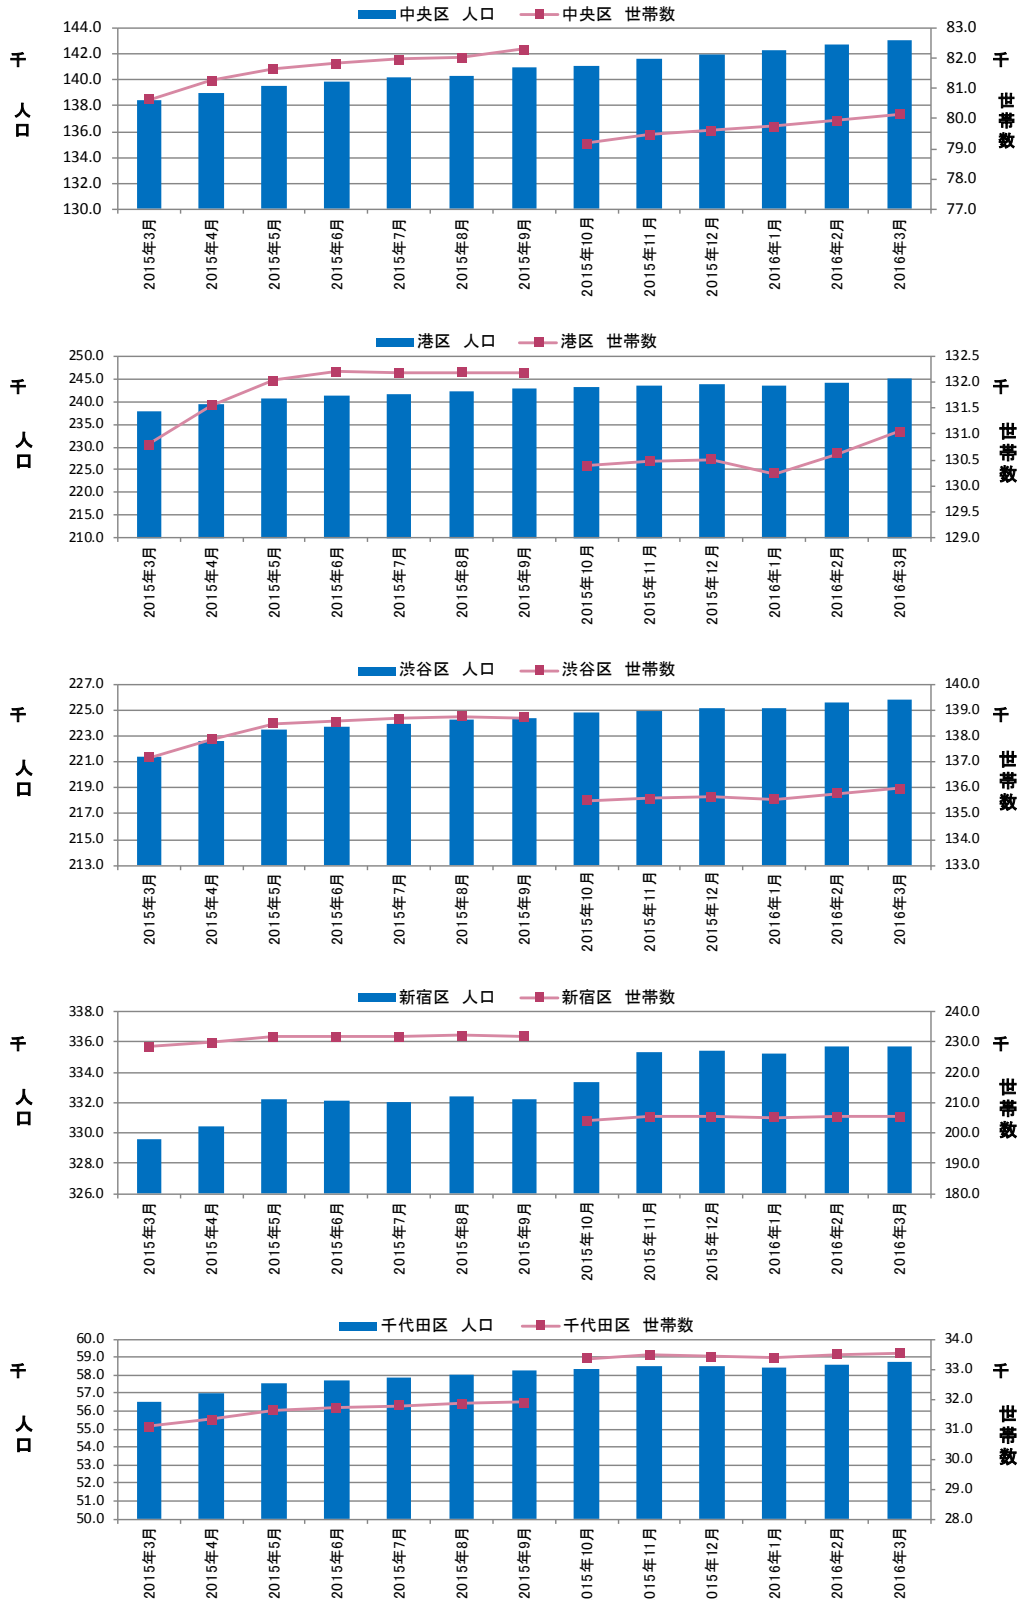 中央区 人口 中央区 世帯数
千
人口
144.0
142.0
140.0
138.0
136.0
134.0
132.0
130.0
83.0
82.0
81.0
80.0
79.0
78.0
77.0
千
世帯数
2015年3月
2015年4月
2015年5月
2015年6月
2015年7月
2015年8月
2015年9月
2015年10月
2015年11月
2015年12月
2016年1月
2016年2月
2016年3月
港区 人口 港区 世帯数
千
人口
250.0
245.0
240.0
235.0
230.0
225.0
220.0
215.0
210.0
132.5
132.0
131.5
131.0
130.5
130.0
129.5
129.0
千
世帯数
2015年3月
2015年4月
2015年5月
2015年6月
2015年7月
2015年8月
2015年9月
2015年10月
2015年11月
2015年12月
2016年1月
2016年2月
2016年3月
渋谷区 人口 渋谷区 世帯数
千
人口
227.0
225.0
223.0
221.0
219.0
217.0
215.0
213.0
140.0
139.0
138.0
137.0
136.0
135.0
134.0
133.0
千
世帯数
2015年3月
2015年4月
2015年5月
2015年6月
2015年7月
2015年8月
2015年9月
2015年10月
2015年11月
2015年12月
2016年1月
2016年2月
2016年3月
新宿区 人口 新宿区 世帯数
千
人口
338.0
336.0
334.0
332.0
330.0
328.0
326.0
240.0
230.0
220.0
210.0
200.0
190.0
180.0
千
世帯数
2015年3月
2015年4月
2015年5月
2015年6月
2015年7月
2015年8月
2015年9月
2015年10月
2015年11月
2015年12月
2016年1月
2016年2月
2016年3月
千代田区 人口 千代田区 世帯数
千
人口
60.0
59.0
58.0
57.0
56.0
55.0
54.0
53.0
52.0
51.0
50.0
34.0
33.0
32.0
31.0
30.0
29.0
28.0
千
世帯数
2015年3月
2015年4月
2015年5月
2015年6月
2015年7月
2015年8月
2015年9月
015年10月
015年11月
015年12月
2016年1月
2016年2月
2016年3月